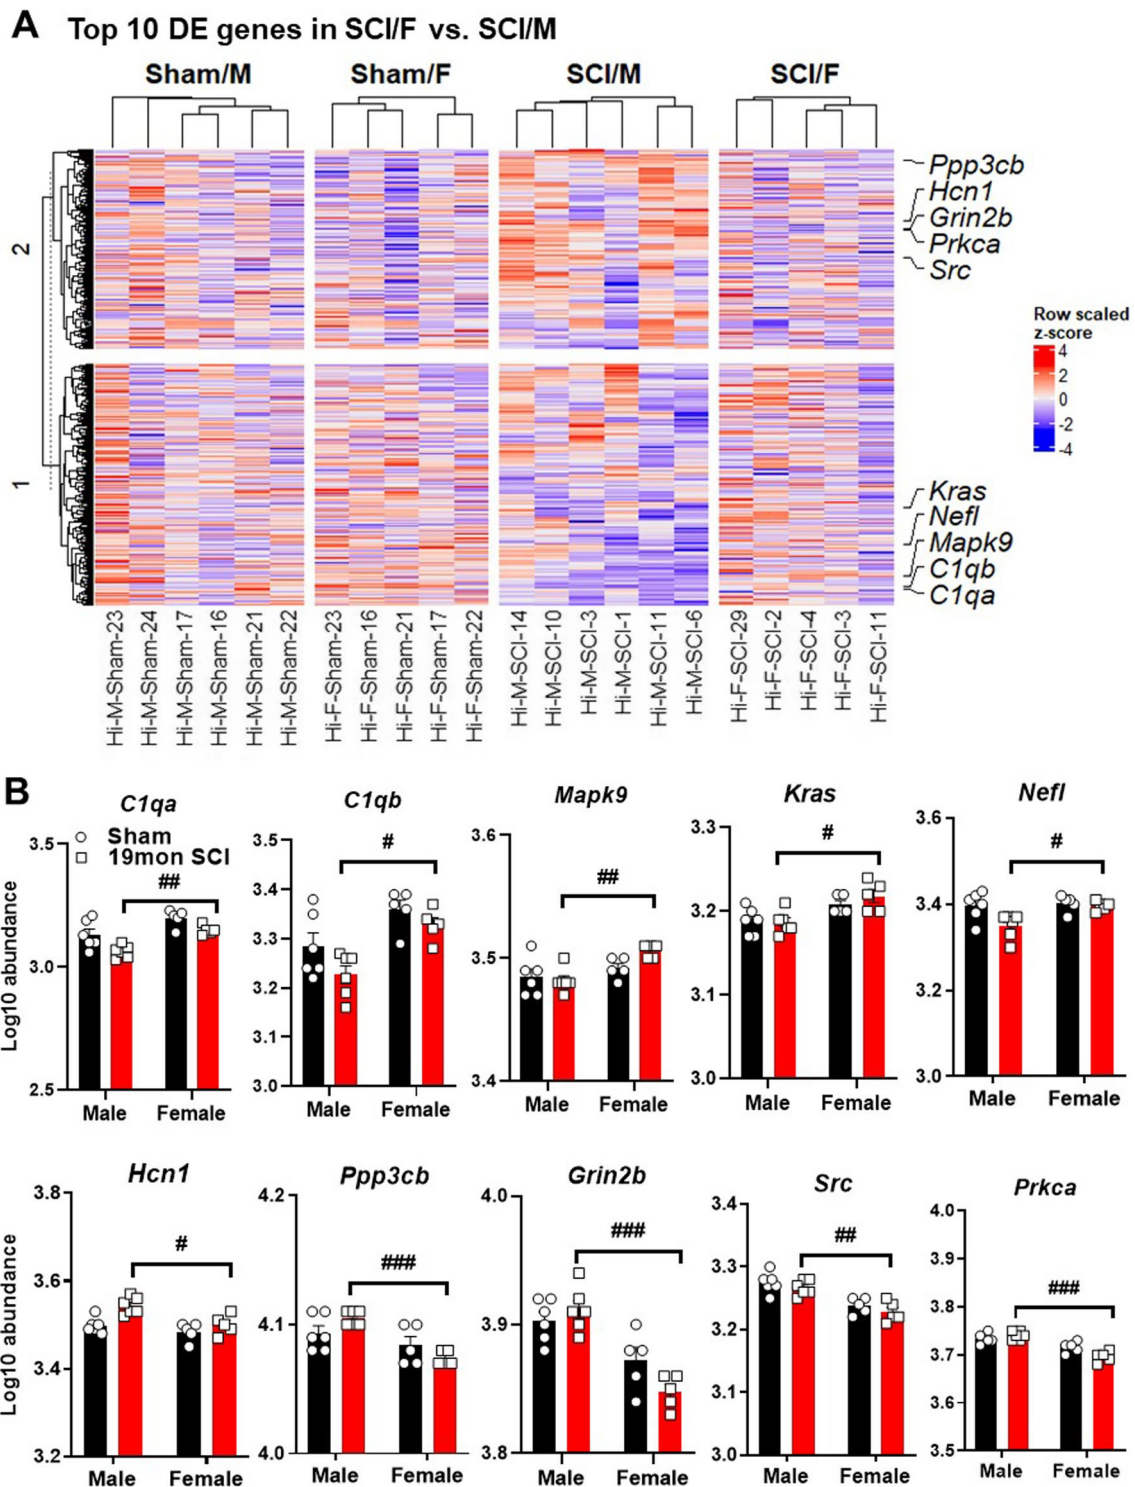 A Top 10 DE genes in SCI/F vs. SCI/M
Sham/M Sham/F SCI/M SCI/F
Ppp3cb
Hcn1
Grin2b
Prkca
Src
2
Row scaled
z-score
4
2
0
-2
-4
1
Kras
Nefl
Mapk9
C1qb
C1qa
Hi-M-Sham-23
Hi-M-Sham-24
Hi-M-Sham-17
Hi-M-Sham-16
Hi-M-Sham-21
Hi-M-Sham-22
Hi-F-Sham-23
Hi-F-Sham-16
Hi-F-Sham-21
Hi-F-Sham-17
Hi-F-Sham-22
Hi-M-SCI-14
Hi-M-SCI-10
Hi-M-SCI-3
Hi-M-SCI-1
Hi-M-SCI-11
Hi-M-SCI-6
Hi-F-SCI-29
Hi-F-SCI-2
Hi-F-SCI-4
Hi-F-SCI-3
Hi-F-SCI-11
B
C1qa
Sham
19mon SCI
##
Log10 abundance
3.5
3.0
2.5
Male Female
C1qb
#
3.5
3.4
3.3
3.2
3.1
3.0
Male Female
Mapk9
##
3.6
3.5
3.4
Male Female
Kras
#
3.3
3.2
3.1
3.0
Male Female
Nefl
#
3.6
3.4
3.2
3.0
Male Female
Hcn1
#
Log10 abundance
3.8
3.6
3.4
3.2
Male Female
Ppp3cb
###
4.2
4.1
4.0
Male Female
Grin2b
###
4.0
3.9
3.8
Male Female
Src
##
3.4
3.3
3.2
3.1
3.0
Male Female
Prkca
###
4.0
3.9
3.8
3.7
3.6
3.5
Male Female